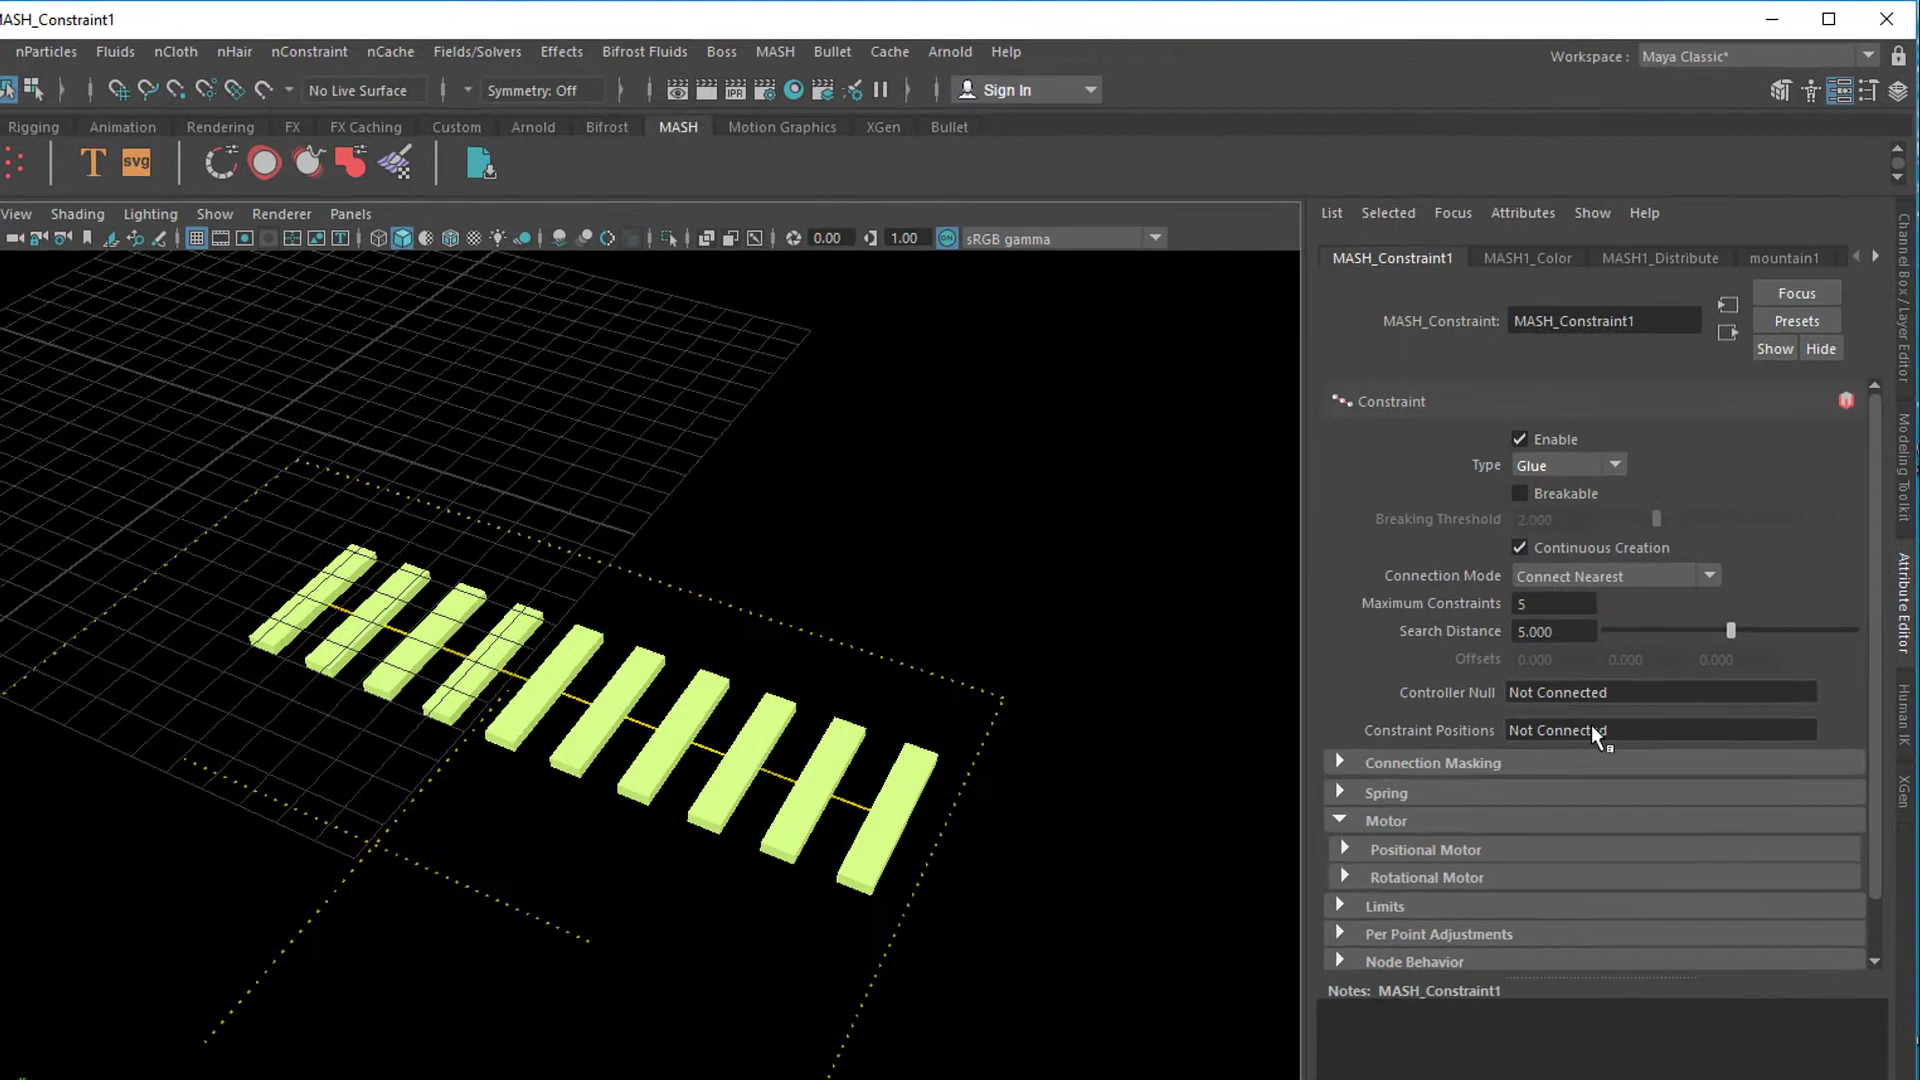 MASH_Constraint1
nParticles Fluids nCloth nHair nConstraint nCache Fields/Solvers Effects Bifrost Fluids Boss MASH Bullet Cache Arnold Help
Workspace : Maya Classic*
No Live Surface Symmetry: Off IPR Sign In
Rigging Animation Rendering FX FX Caching Custom Arnold Bifrost MASH Motion Graphics XGen Bullet
T svg
View Shading Lighting Show Renderer Panels
0.00 1.00 ON sRGB gamma
List Selected Focus Attributes Show Help
MASH_Constraint1 MASH1_Color MASH1_Distribute mountain1
Focus
MASH_Constraint: MASH_Constraint1 Presets
Show Hide
Constraint
Enable
Type Glue
Breakable
Breaking Threshold 2.000
Continuous Creation
Connection Mode Connect Nearest
Maximum Constraints 5
Search Distance 5.000
Offsets 0.000 0.000 0.000
Controller Null Not Connected
Constraint Positions Not Connected
Connection Masking
Spring
Motor
Positional Motor
Rotational Motor
Limits
Per Point Adjustments
Node Behavior
Notes: MASH_Constraint1
Channel Box / Layer Editor
Modeling Toolkit
Attribute Editor
Human IK
XGen